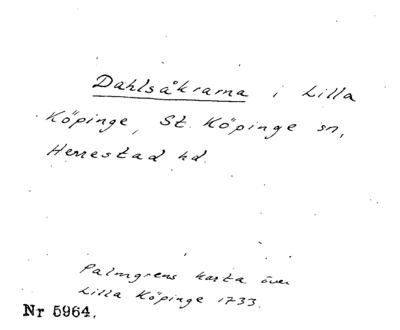 Dahlsåkrarna i Lilla
Köpinge, St. Köpinge sn,
Herrestad hd.
Palmgrens karta över
Lilla Köpinge 1733.
Nr 5964.